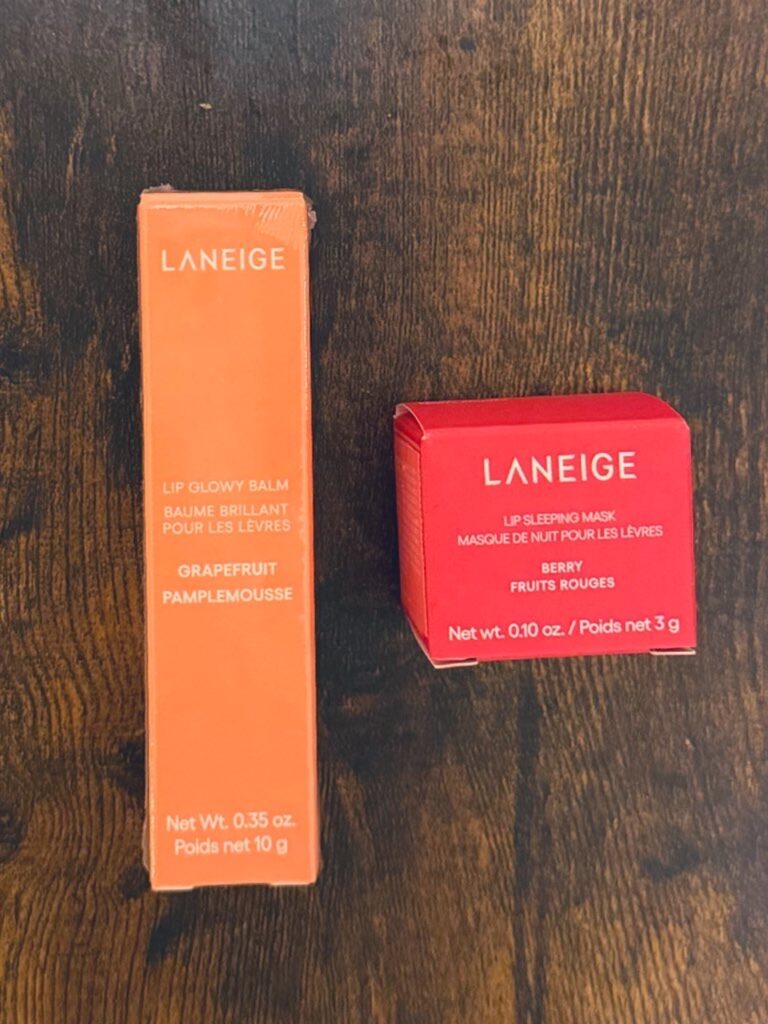 LANEIGE
LIP GLOWY BALM
BAUME BRILLANT
POUR LES LÈVRES
GRAPEFRUIT
PAMPLEMOUSSE
Net Wt. 0.35 oz.
Poids net 10 g
LANEIGE
LIP SLEEPING MASK
MASQUE DE NUIT POUR LES LÈVRES
BERRY
FRUITS ROUGES
Net wt. 0.10 oz. / Poids net 3 g